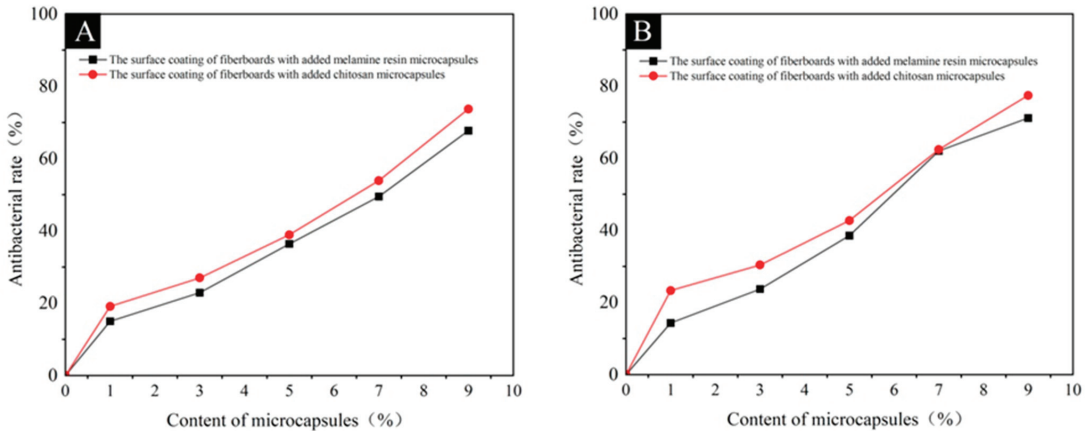 A
The surface coating of fiberboards with added melamine resin microcapsules
The surface coating of fiberboards with added chitosan microcapsules
100
80
60
40
20
0
Antibacterial rate（%）
0 1 2 3 4 5 6 7 8 9 10
Content of microcapsules（%）
B
The surface coating of fiberboards with added melamine resin microcapsules
The surface coating of fiberboards with added chitosan microcapsules
100
80
60
40
20
0
Antibacterial rate（%）
0 1 2 3 4 5 6 7 8 9 10
Content of microcapsules（%）